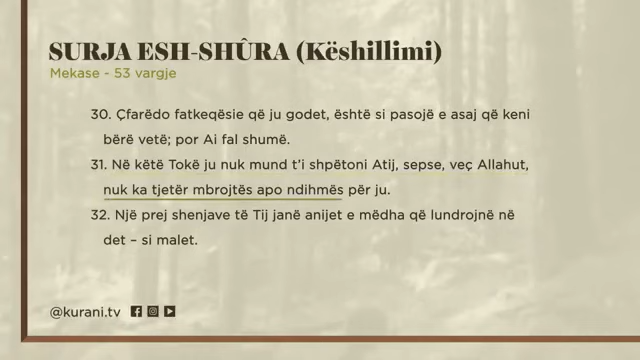 SURJA ESH-SHÛRA (Këshillimi)
Mekase - 53 vargje
30. Çfarëdo fatkeqësie që ju godet, është si pasojë e asaj që keni
bërë vetë; por Ai fal shumë.
31. Në këtë Tokë ju nuk mund t’i shpëtoni Atij, sepse, veç Allahut,
nuk ka tjetër mbrojtës apo ndihmës për ju.
32. Një prej shenjave të Tij janë anijet e mëdha që lundrojnë në
det – si malet.
@kurani.tv